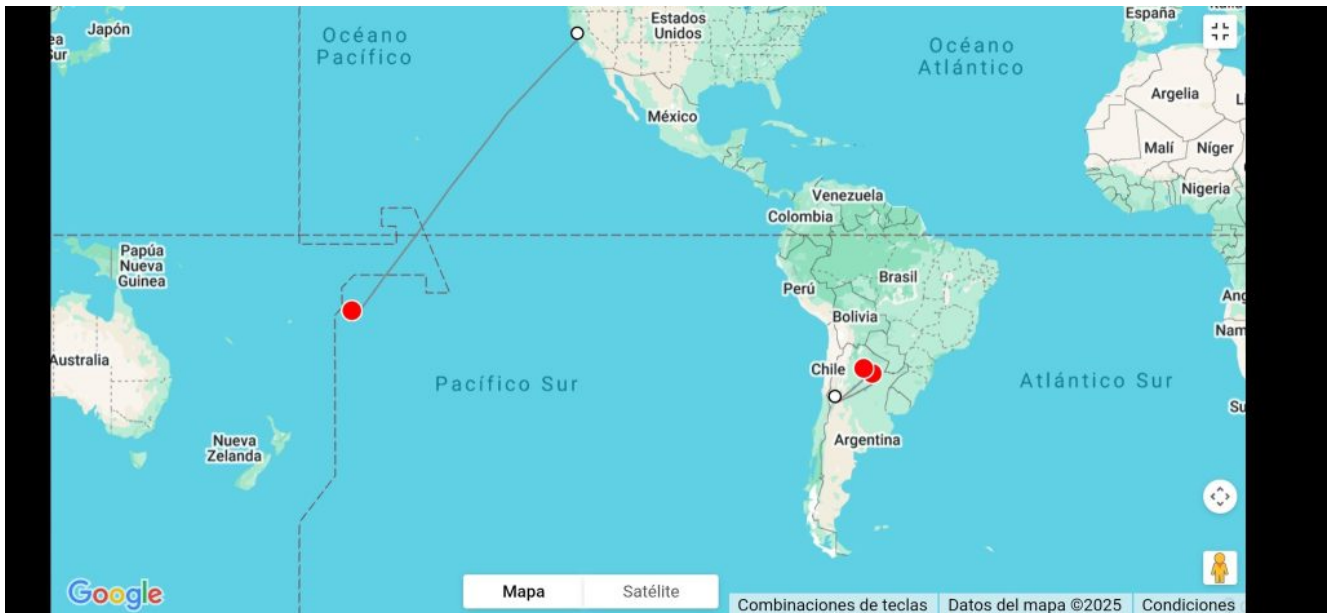 Japón
Océano
Pacífico
Estados
Unidos
Océano
Atlántico
España
México
Argelia
Malí
Níger
Nigeria
Venezuela
Colombia
Papúa
Nueva
Guinea
Perú
Brasil
Bolivia
Australia
Chile
Pacífico Sur
Atlántico Sur
Nueva
Zelanda
Argentina
Google
Mapa
Satélite
Combinaciones de teclas
Datos del mapa ©2025
Condiciones